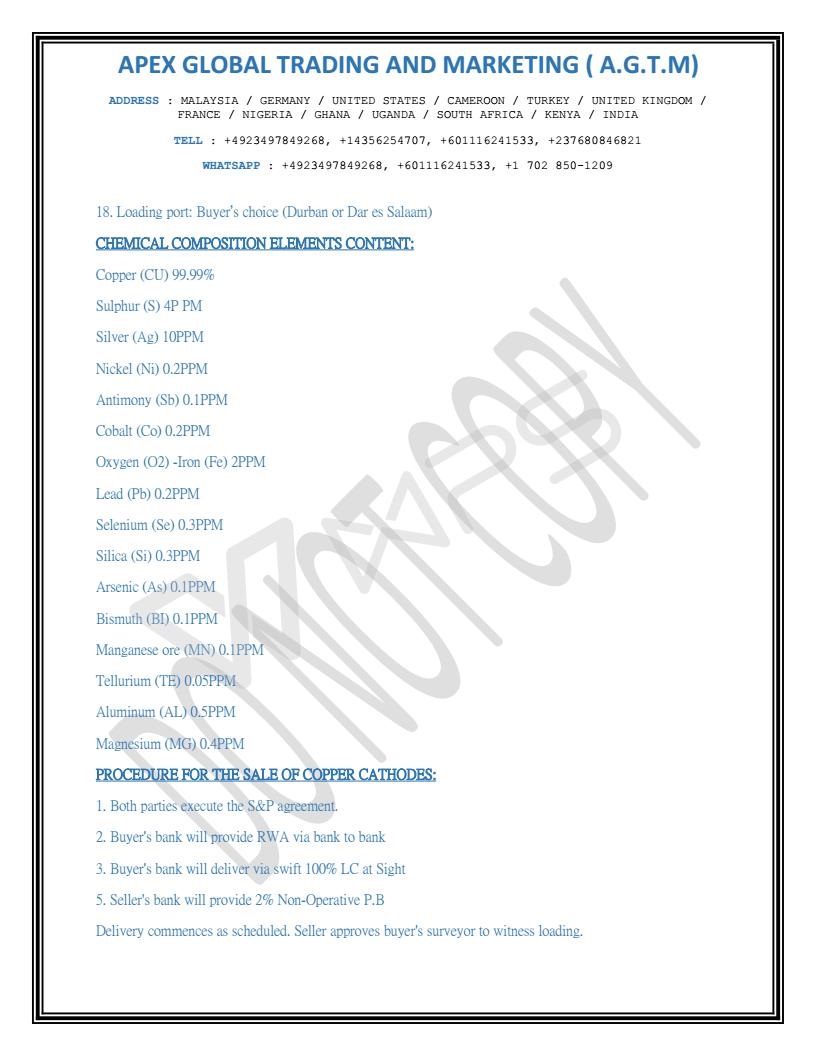 APEX GLOBAL TRADING AND MARKETING ( A.G.T.M)
ADDRESS : MALAYSIA / GERMANY / UNITED STATES / CAMEROON / TURKEY / UNITED KINGDOM /
FRANCE / NIGERIA / GHANA / UGANDA / SOUTH AFRICA / KENYA / INDIA
TELL : +4923497849268, +14356254707, +601116241533, +237680846821
WHATSAPP : +4923497849268, +601116241533, +1 702 850-1209
18. Loading port: Buyer's choice (Durban or Dar es Salaam)
CHEMICAL COMPOSITION ELEMENTS CONTENT:
Copper (CU) 99.99%
Sulphur (S) 4P PM
Silver (Ag) 10PPM
Nickel (Ni) 0.2PPM
Antimony (Sb) 0.1PPM
Cobalt (Co) 0.2PPM
Oxygen (O2) -Iron (Fe) 2PPM
Lead (Pb) 0.2PPM
Selenium (Se) 0.3PPM
Silica (Si) 0.3PPM
Arsenic (As) 0.1PPM
Bismuth (BI) 0.1PPM
Manganese ore (MN) 0.1PPM
Tellurium (TE) 0.05PPM
Aluminum (AL) 0.5PPM
Magnesium (MG) 0.4PPM
PROCEDURE FOR THE SALE OF COPPER CATHODES:
1. Both parties execute the S&P agreement.
2. Buyer's bank will provide RWA via bank to bank
3. Buyer's bank will deliver via swift 100% LC at Sight
5. Seller's bank will provide 2% Non-Operative P.B
Delivery commences as scheduled. Seller approves buyer's surveyor to witness loading.
DO NOT COPY
WPS